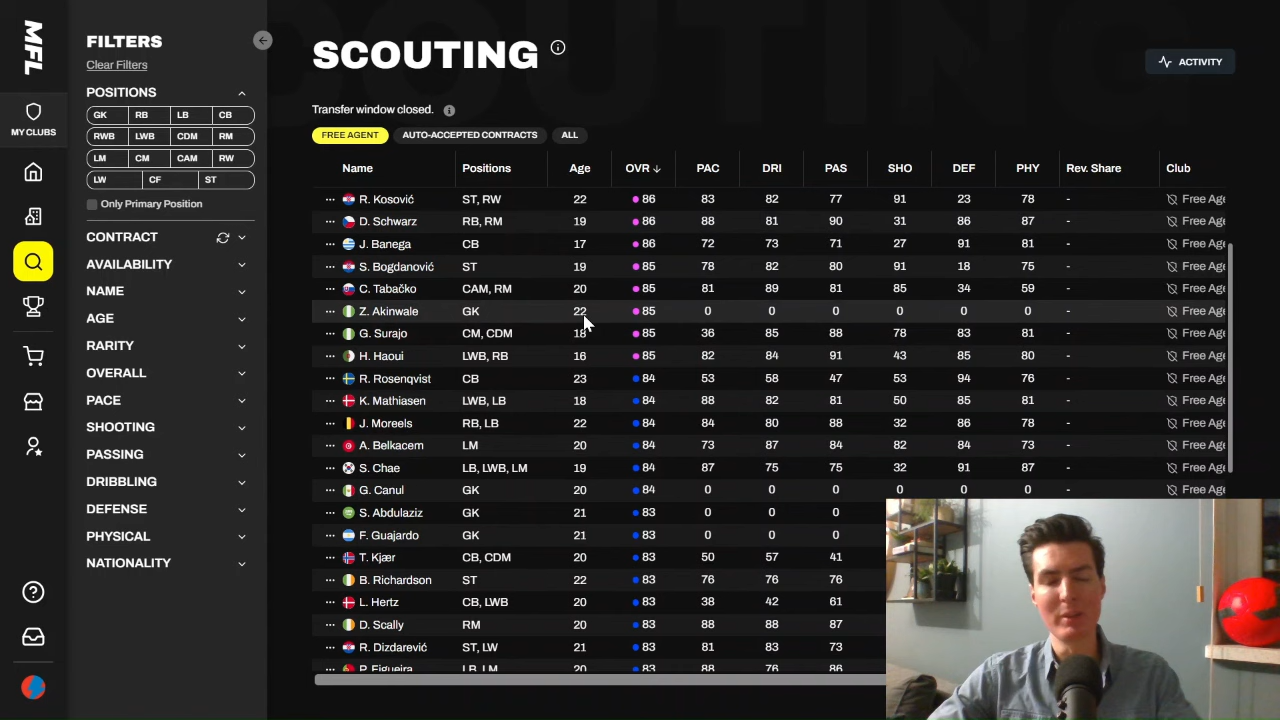 MFL
MY CLUBS
FILTERS
Clear Filters
POSITIONS
GK RB LB CB
RWB LWB CDM RM
LM CM CAM RW
LW CF ST
Only Primary Position
CONTRACT
AVAILABILITY
NAME
AGE
RARITY
OVERALL
PACE
SHOOTING
PASSING
DRIBBLING
DEFENSE
PHYSICAL
NATIONALITY
SCOUTING
ACTIVITY
Transfer window closed.
FREE AGENT AUTO-ACCEPTED CONTRACTS ALL
Name Positions Age OVR ↓ PAC DRI PAS SHO DEF PHY Rev. Share Club
R. Kosović ST, RW 22 86 83 82 77 91 23 78 - Free Age
D. Schwarz RB, RM 19 86 88 81 90 31 86 78 - Free Age
J. Banega CB 17 86 72 73 71 27 91 81 - Free Age
S. Bogdanović ST 19 85 78 82 80 91 18 75 - Free Age
C. Tabačko CAM, RM 20 85 81 89 81 85 34 59 - Free Age
Z. Akinwale GK 22 85 0 0 0 0 0 0 - Free Age
G. Surajo CM, CDM 18 85 36 85 88 78 83 81 - Free Age
H. Haoui LWB, RB 16 85 82 84 91 43 85 80 - Free Age
R. Rosenqvist CB 23 84 53 58 47 53 94 76 - Free Age
K. Mathiasen LWB, LB 18 84 88 82 81 50 85 81 - Free Age
J. Moreels RB, LB 22 84 84 80 88 32 86 78 - Free Age
A. Belkacem LM 20 84 73 87 84 82 84 73 - Free Age
S. Chae LB, LWB, LM 19 84 87 75 75 32 91 87 - Free Age
G. Canul GK 20 84 0 0 0 0 0 0 - Free Age
S. Abdulaziz GK 21 83 0 0 0
F. Guajardo GK 21 83 0 0 0
T. Kjær CB, CDM 20 83 50 57 41
B. Richardson ST 22 83 76 76 76
L. Hertz CB, LWB 20 83 38 42 61
D. Scally RM 20 83 88 88 87
R. Dizdarević ST, LW 21 83 81 83 73
P. Figueira LB, LM 20 83 88 76 86